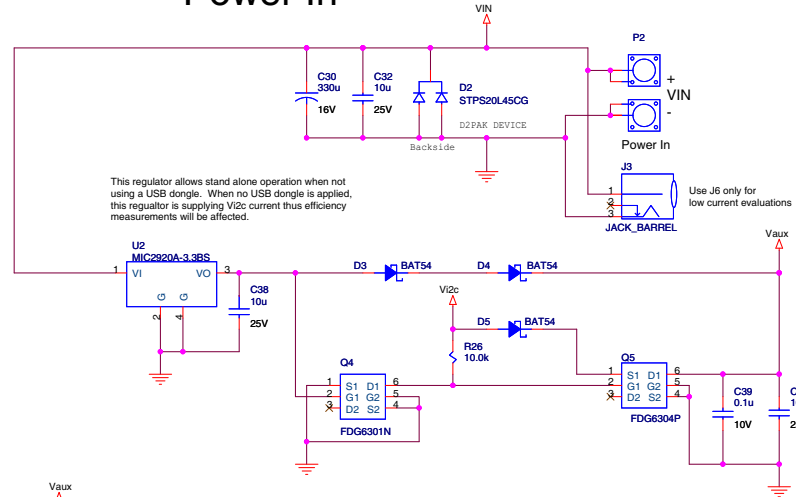 Power In
VIN
P2
C30
330u
16V
C32
10u
25V
D2
STPS20L45CG
+
VIN
-
D2PAK DEVICE
Backside
Power In
J3
1
2
3
JACK_BARREL
Use J6 only for
low current evaluations
This regulator allows stand alone operation when not
using a USB dongle. When no USB dongle is applied,
this regualtor is supplying Vi2c current thus efficiency
measurements will be affected.
Vaux
U2
MIC2920A-3.3BS
1
VI
VO
3
G
G
2
4
C38
10u
25V
D3
BAT54
D4
BAT54
Vi2c
D5
BAT54
R26
10.0k
Q4
1
S1
D1
6
2
G1
G2
5
3
D2
S2
4
FDG6301N
Q5
1
S1
D1
6
2
G1
G2
5
3
D2
S2
4
FDG6304P
C39
0.1u
10V
Vaux